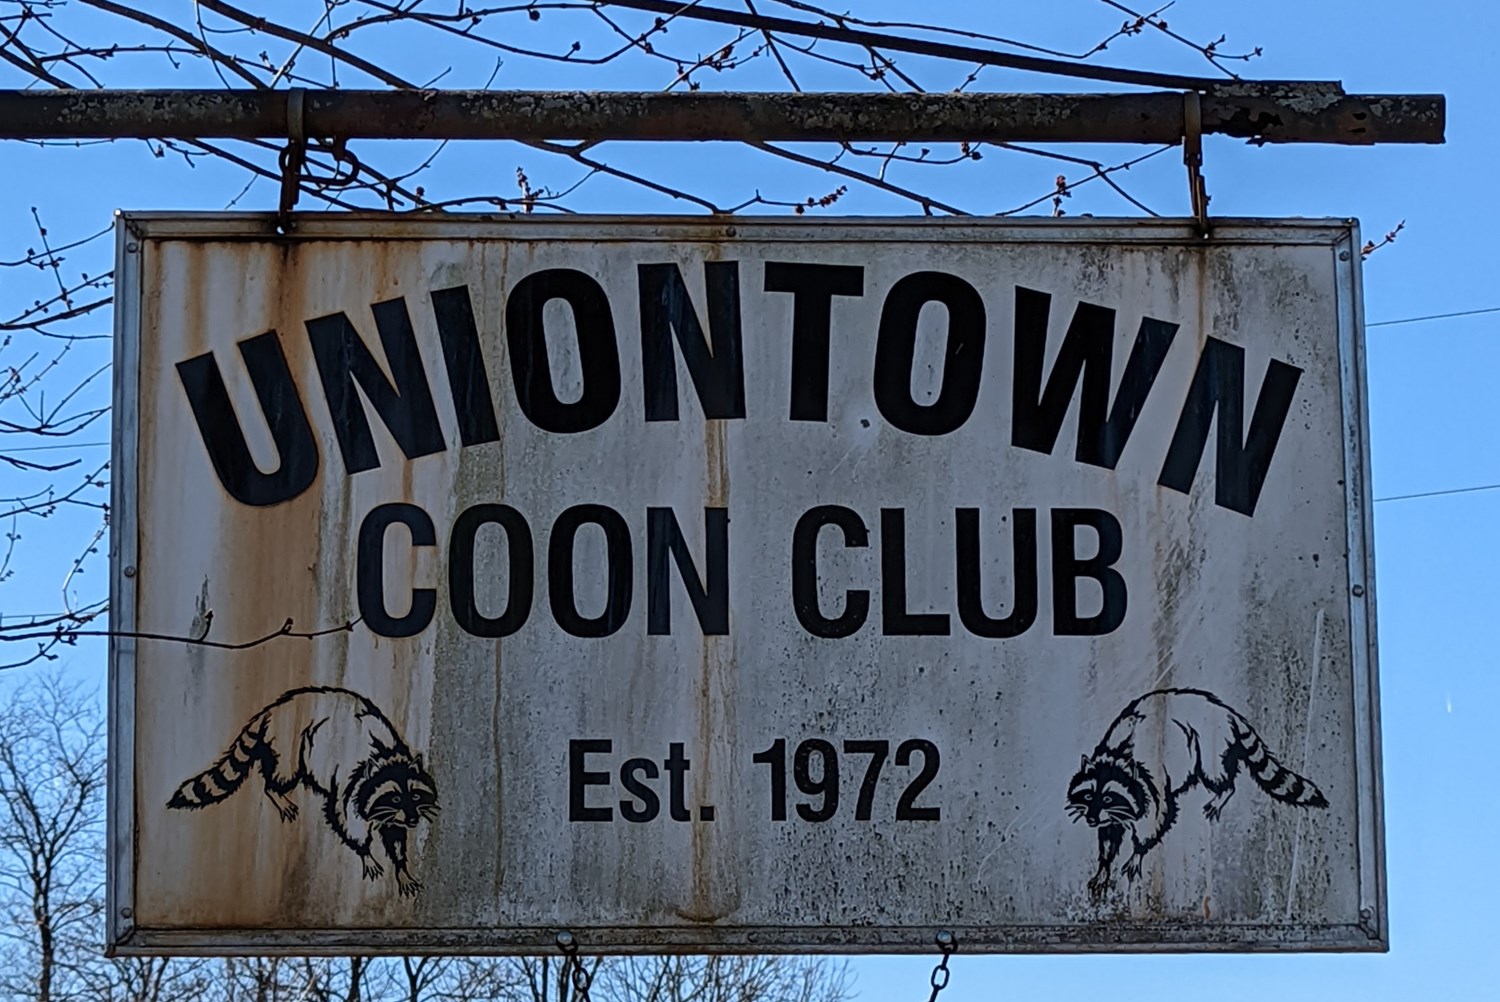 UNIONTOWN
COON CLUB
Est. 1972